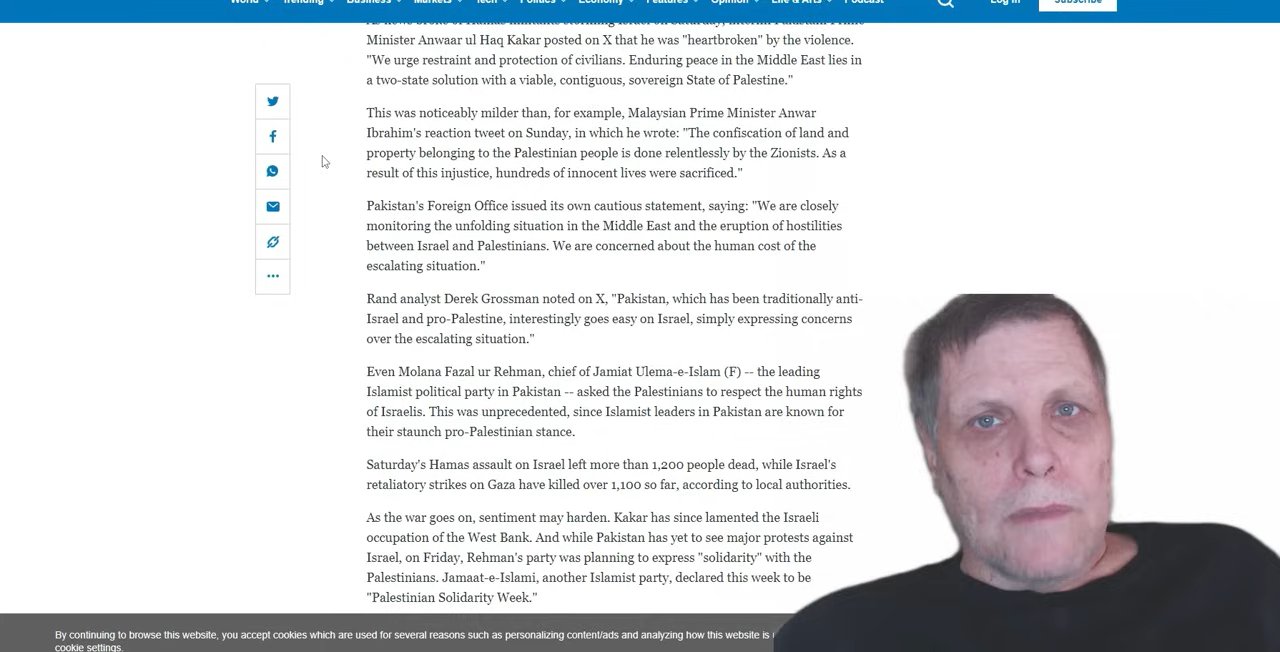 World Trending Business Markets Tech Politics Economy Features Opinion Life & Arts Podcast Log In Subscribe
As news broke of Hamas militants storming Israel on Saturday, interim Pakistani Prime
Minister Anwaar ul Haq Kakar posted on X that he was "heartbroken" by the violence.
"We urge restraint and protection of civilians. Enduring peace in the Middle East lies in
a two-state solution with a viable, contiguous, sovereign State of Palestine."
This was noticeably milder than, for example, Malaysian Prime Minister Anwar
Ibrahim's reaction tweet on Sunday, in which he wrote: "The confiscation of land and
property belonging to the Palestinian people is done relentlessly by the Zionists. As a
result of this injustice, hundreds of innocent lives were sacrificed."
Pakistan's Foreign Office issued its own cautious statement, saying: "We are closely
monitoring the unfolding situation in the Middle East and the eruption of hostilities
between Israel and Palestinians. We are concerned about the human cost of the
escalating situation."
Rand analyst Derek Grossman noted on X, "Pakistan, which has been traditionally anti-
Israel and pro-Palestine, interestingly goes easy on Israel, simply expressing concerns
over the escalating situation."
Even Molana Fazal ur Rehman, chief of Jamiat Ulema-e-Islam (F) -- the leading
Islamist political party in Pakistan -- asked the Palestinians to respect the human rights
of Israelis. This was unprecedented, since Islamist leaders in Pakistan are known for
their staunch pro-Palestinian stance.
Saturday's Hamas assault on Israel left more than 1,200 people dead, while Israel's
retaliatory strikes on Gaza have killed over 1,100 so far, according to local authorities.
As the war goes on, sentiment may harden. Kakar has since lamented the Israeli
occupation of the West Bank. And while Pakistan has yet to see major protests against
Israel, on Friday, Rehman's party was planning to express "solidarity" with the
Palestinians. Jamaat-e-Islami, another Islamist party, declared this week to be
"Palestinian Solidarity Week."
By continuing to browse this website, you accept cookies which are used for several reasons such as personalizing content/ads and analyzing how this website is
cookie settings.